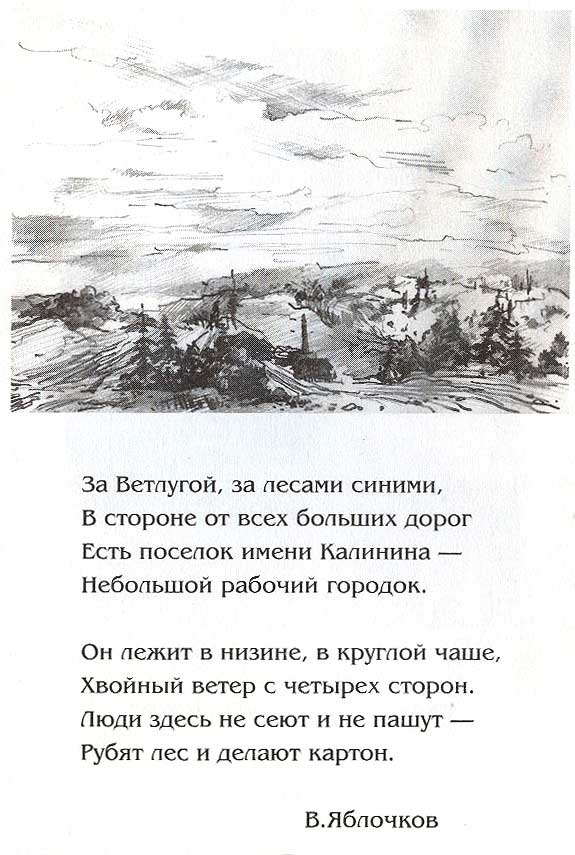 За Ветлугой, за лесами синими,
В стороне от всех больших дорог
Есть поселок имени Калинина —
Небольшой рабочий городок.
Он лежит в низине, в круглой чаше,
Хвойный ветер с четырех сторон.
Люди здесь не сеют и не пашут —
Рубят лес и делают картон.
В.Яблочков